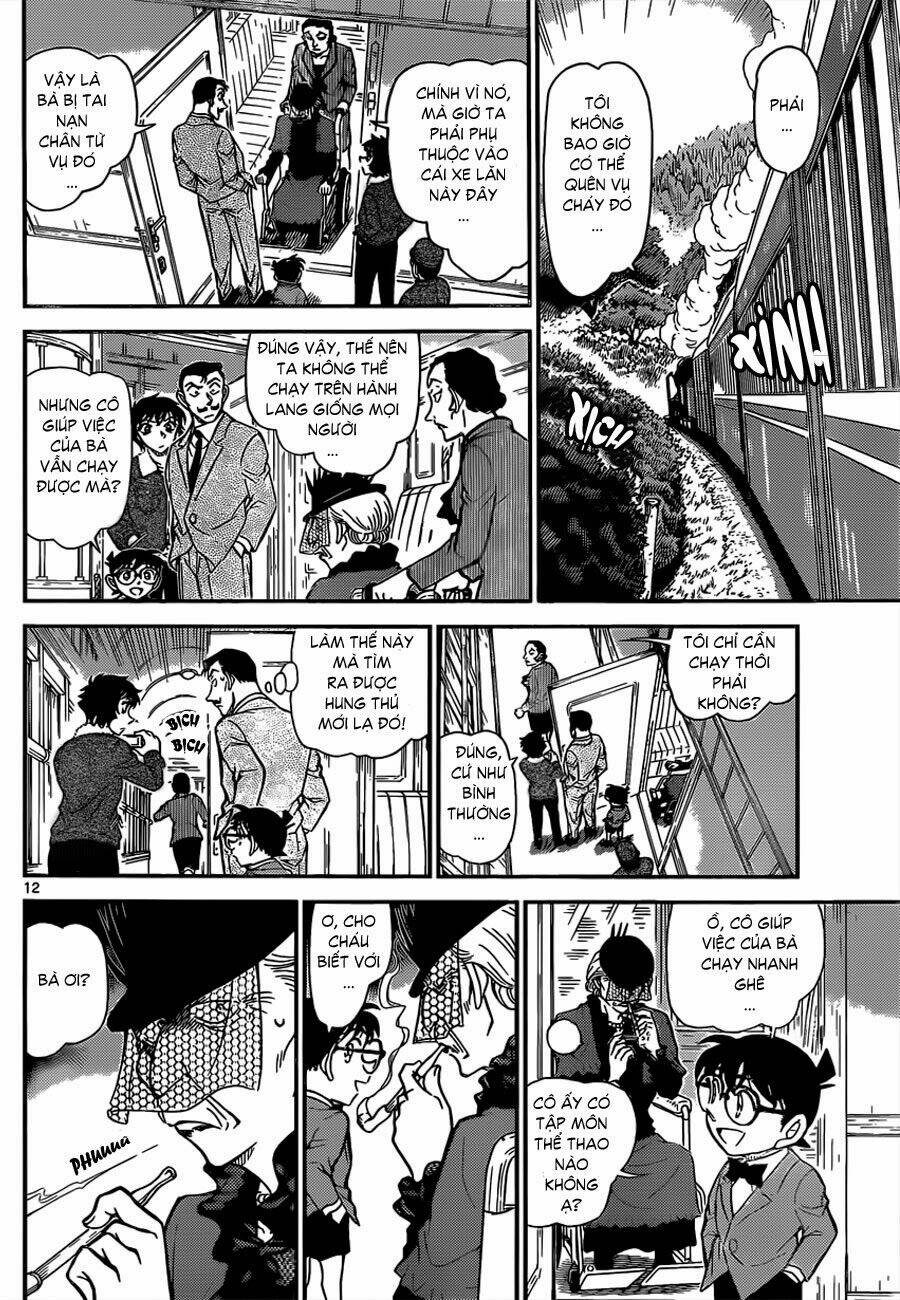 PHẢI
...
TÔI
KHÔNG
BAO GIỜ
CÓ THỂ
QUÊN VỤ
CHÁY ĐÓ
...
XÌNH
XỊCH
CHÍNH VÌ NÓ,
MÀ GIỜ TA
PHẢI PHỤ
THUỘC VÀO
CÁI XE LĂN
NÀY ĐÂY
...
VẬY LÀ
BÀ BỊ TAI
NẠN
CHÂN TỪ
VỤ ĐÓ
...
ĐÚNG VẬY, THẾ NÊN
TA KHÔNG THỂ
CHẠY TRÊN HÀNH
LANG GIỐNG MỌI
NGƯỜI
...
NHƯNG CÔ
GIÚP VIỆC
CỦA BÀ
VẪN CHẠY
ĐƯỢC MÀ?
TÔI CHỈ CẦN
CHẠY THÔI
PHẢI
KHÔNG?
ĐÚNG,
CỨ NHƯ
BÌNH
THƯỜNG
...
LÀM THẾ NÀY
MÀ TÌM
RA ĐƯỢC
HUNG THỦ
MỚI LẠ ĐÓ!
BỊCH
BỊCH
12
Ồ, CÔ GIÚP
VIỆC CỦA BÀ
CHẠY NHANH
GHÊ
CÔ ẤY CÓ
TẬP MÔN
THỂ THAO
NÀO
KHÔNG
Ạ?
Ơ, CHO
CHÁU
BIẾT VỚI
...
BÀ ƠI?
PHUUUU